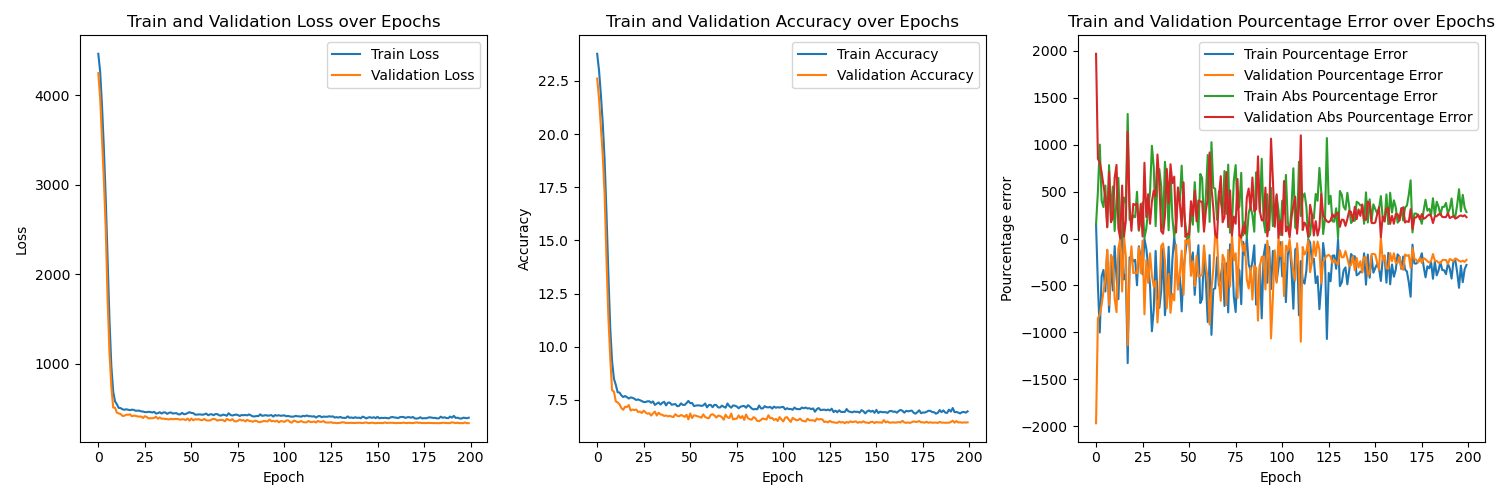 Train and Validation Loss over Epochs
Train Loss
Validation Loss
4000
3000
2000
1000
Loss
0 25 50 75 100 125 150 175 200
Epoch
Train and Validation Accuracy over Epochs
Train Accuracy
Validation Accuracy
22.5
20.0
17.5
15.0
12.5
10.0
7.5
Accuracy
0 25 50 75 100 125 150 175 200
Epoch
Train and Validation Pourcentage Error over Epochs
Train Pourcentage Error
Validation Pourcentage Error
Train Abs Pourcentage Error
Validation Abs Pourcentage Error
2000
1500
1000
500
0
−500
−1000
−1500
−2000
Pourcentage error
0 25 50 75 100 125 150 175 200
Epoch